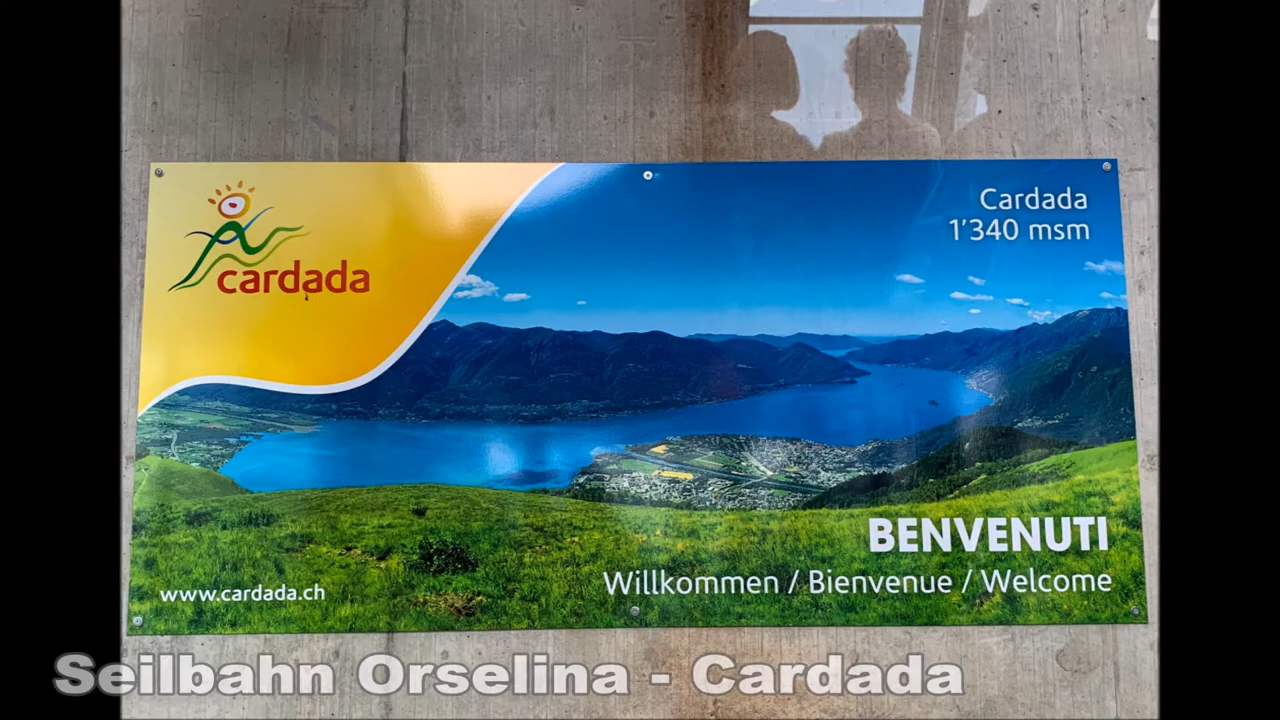 Cardada
1'340 msm
cardada
BENVENUTI
Willkommen / Bienvenue / Welcome
www.cardada.ch
Seilbahn Orselina - Cardada